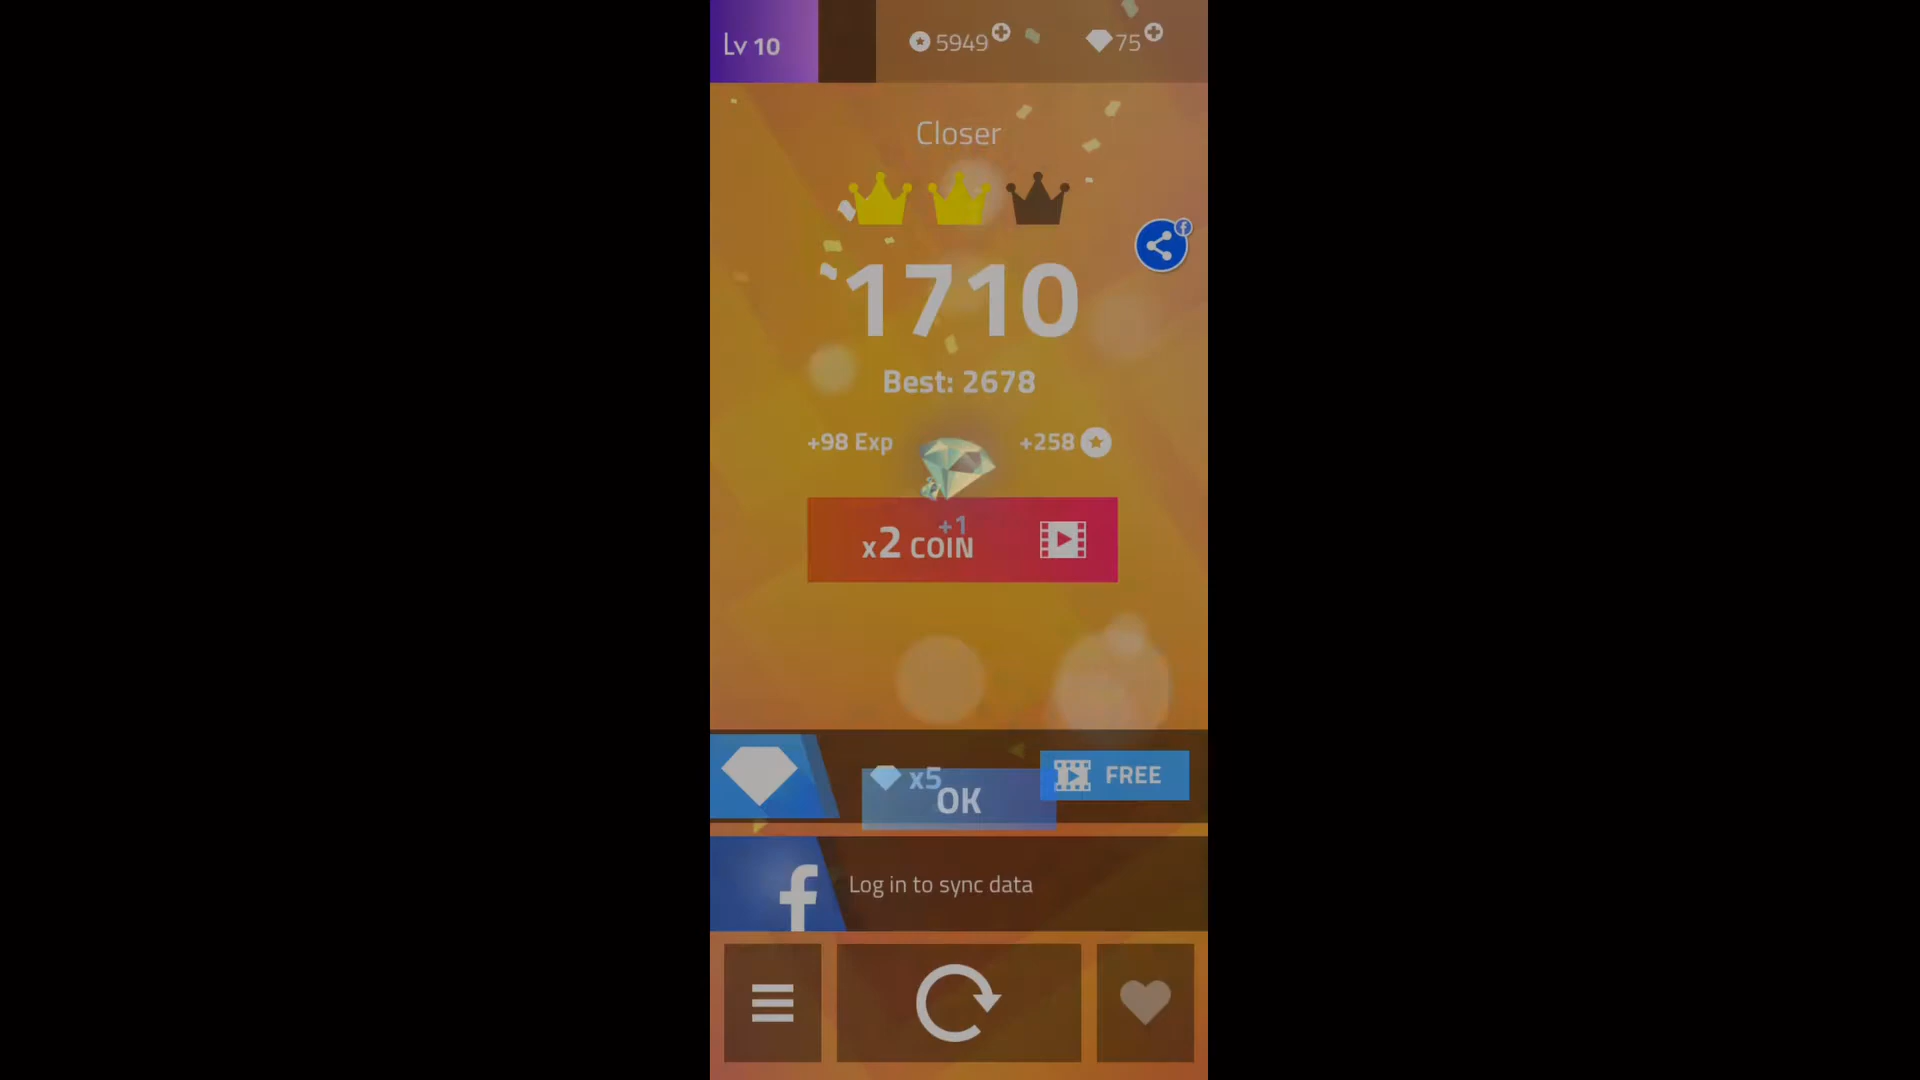 Lv 10
5949
75
Closer
1710
Best: 2678
+98 Exp
+258
+1
x2 COIN
x5
FREE
OK
Log in to sync data